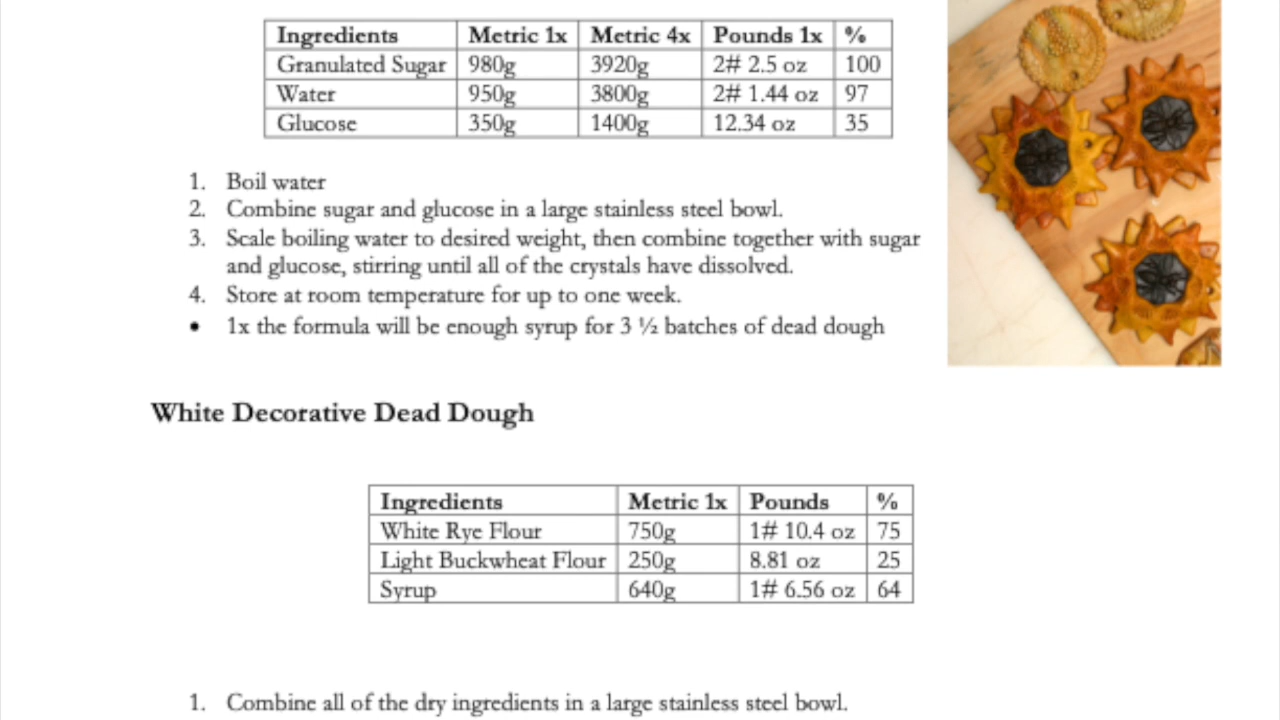 Ingredients Metric 1x Metric 4x Pounds 1x %
Granulated Sugar 980g 3920g 2# 2.5 oz 100
Water 950g 3800g 2# 1.44 oz 97
Glucose 350g 1400g 12.34 oz 35
1. Boil water
2. Combine sugar and glucose in a large stainless steel bowl.
3. Scale boiling water to desired weight, then combine together with sugar
and glucose, stirring until all of the crystals have dissolved.
4. Store at room temperature for up to one week.
• 1x the formula will be enough syrup for 3 ½ batches of dead dough
White Decorative Dead Dough
Ingredients Metric 1x Pounds %
White Rye Flour 750g 1# 10.4 oz 75
Light Buckwheat Flour 250g 8.81 oz 25
Syrup 640g 1# 6.56 oz 64
1. Combine all of the dry ingredients in a large stainless steel bowl.